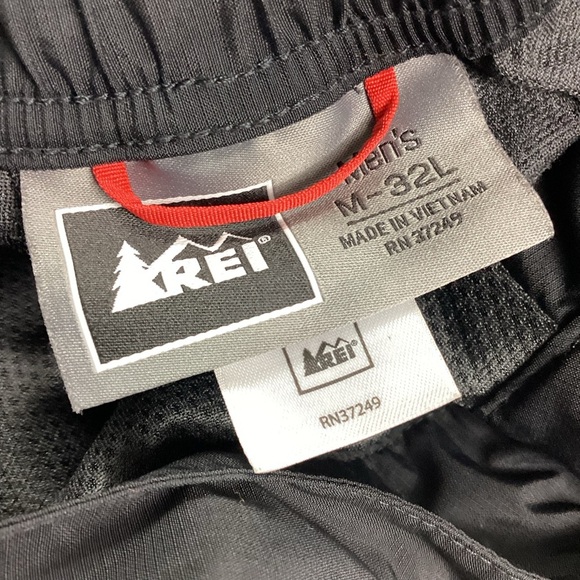 Men's
M-32L
MADE IN VIETNAM
RN 37249
REI®
REI®
RN37249